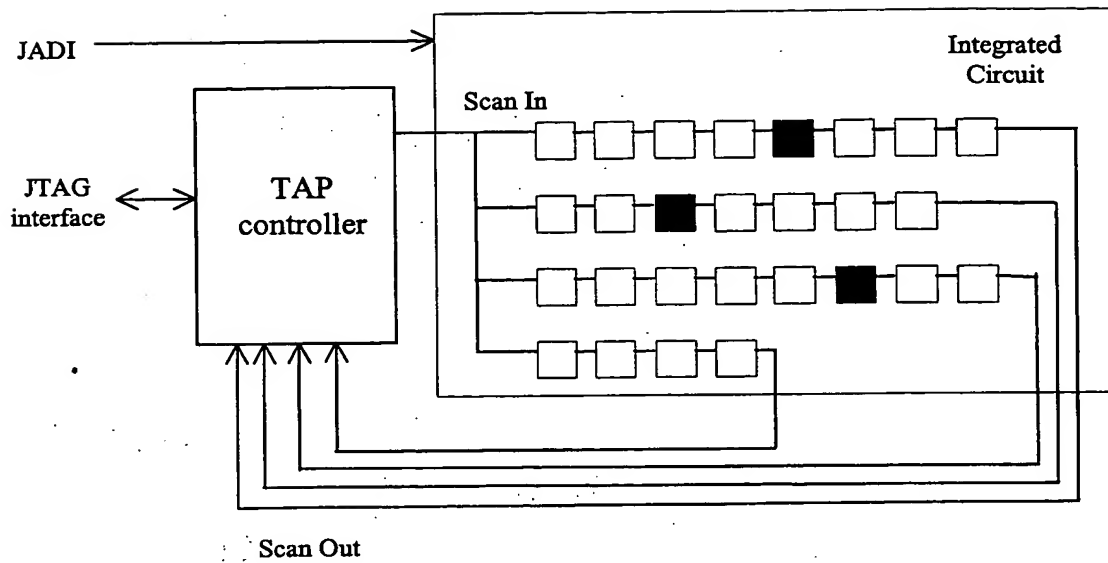 JADI
Integrated
Circuit
Scan In
TAP
controller
JTAG
interface
Scan Out